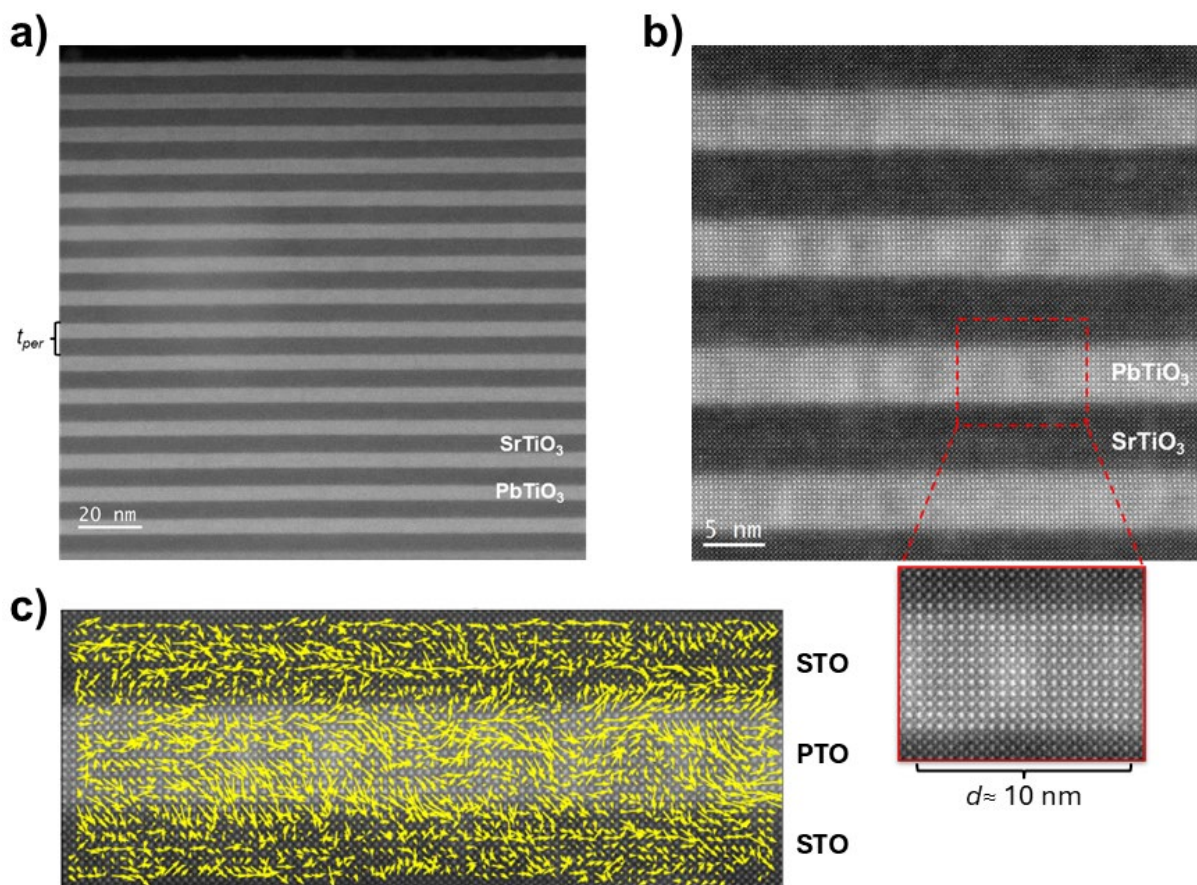 a)
t_per
SrTiO₃
PbTiO₃
20 nm
b)
PbTiO₃
SrTiO₃
5 nm
d≈ 10 nm
c)
STO
PTO
STO